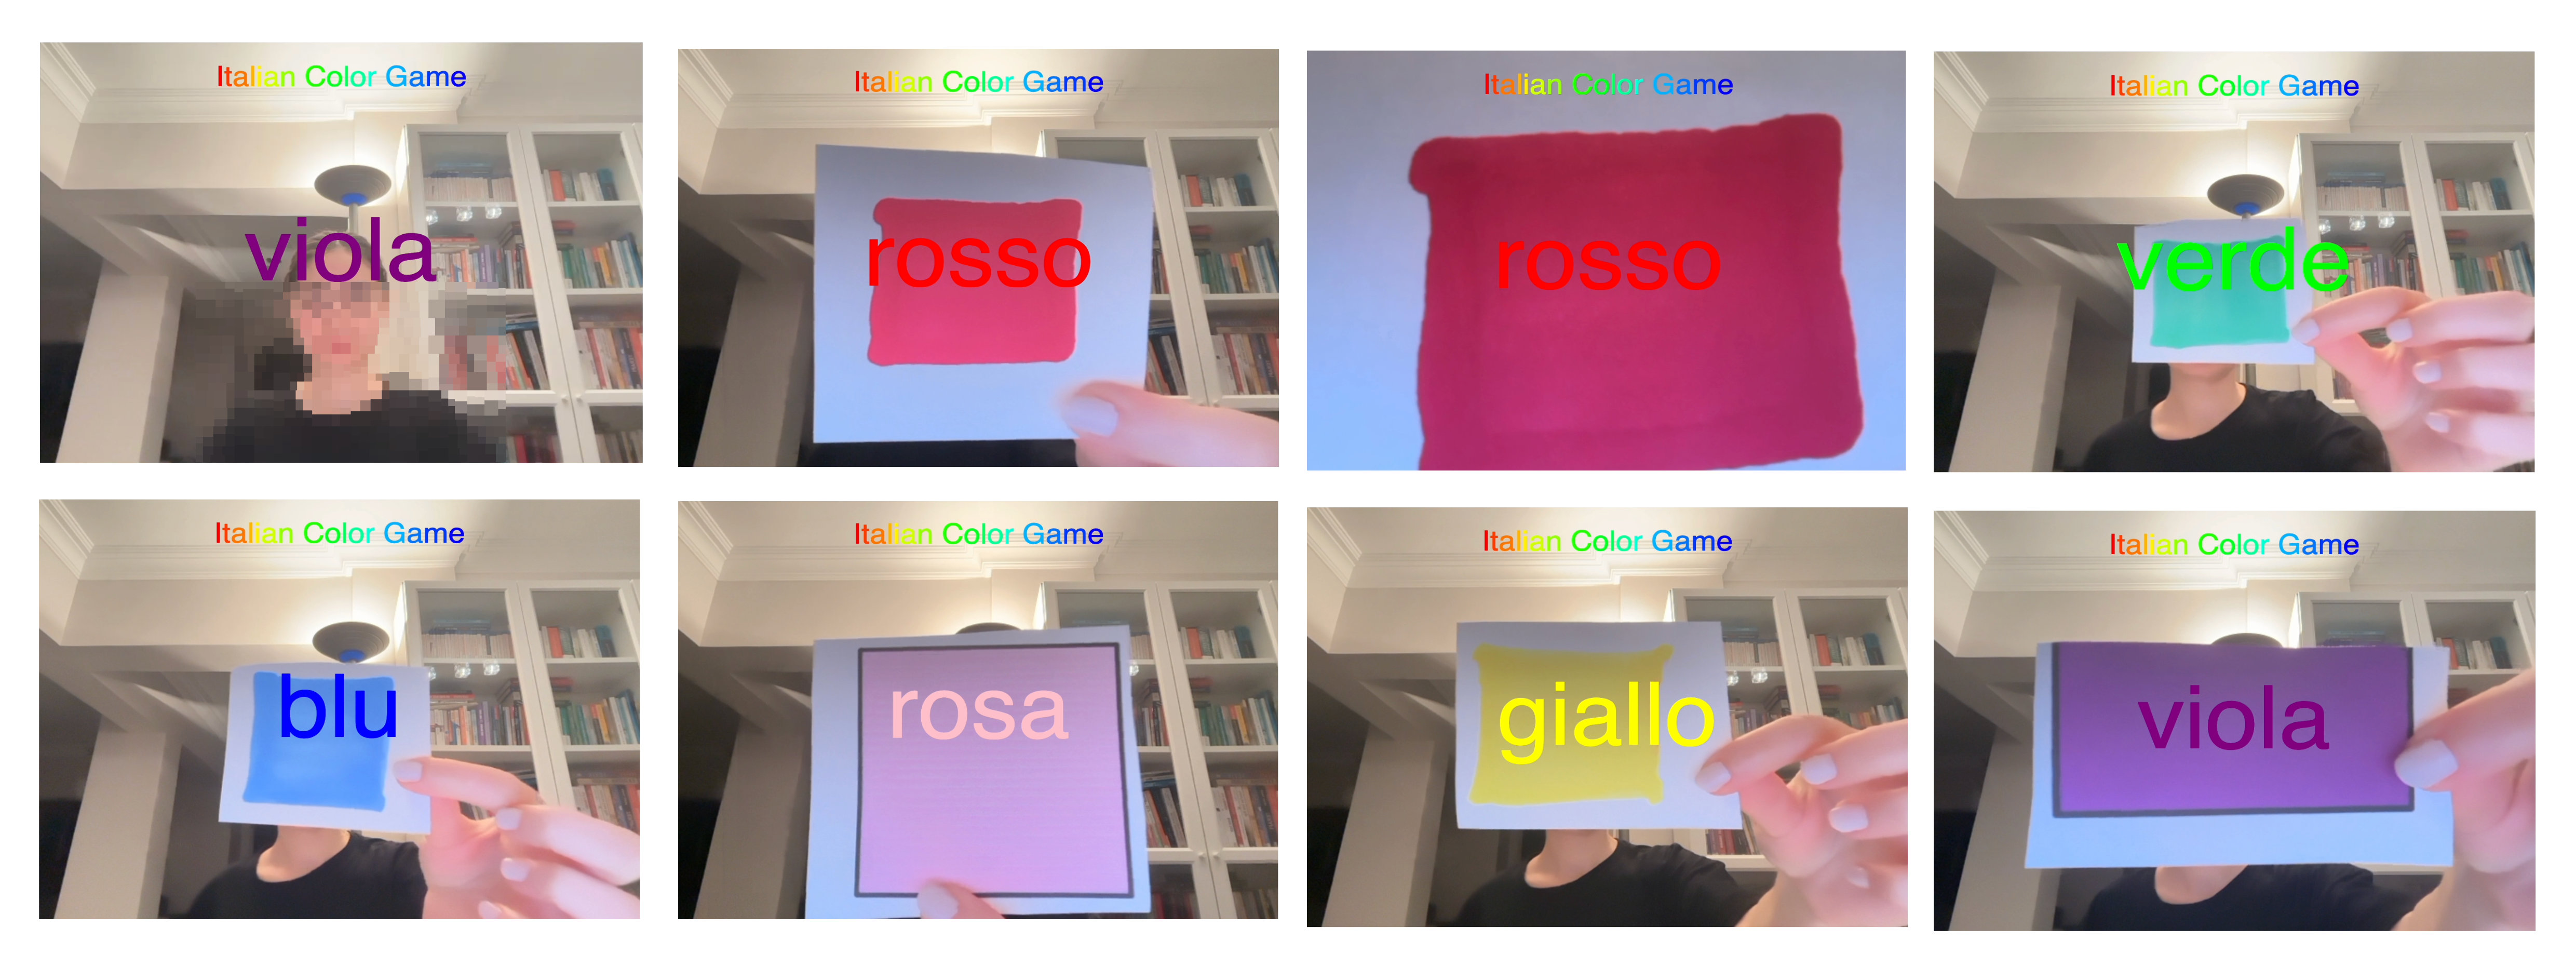 Italian Color Game
viola
Italian Color Game
rosso
Italian Color Game
rosso
Italian Color Game
verde
Italian Color Game
blu
Italian Color Game
rosa
Italian Color Game
giallo
Italian Color Game
viola